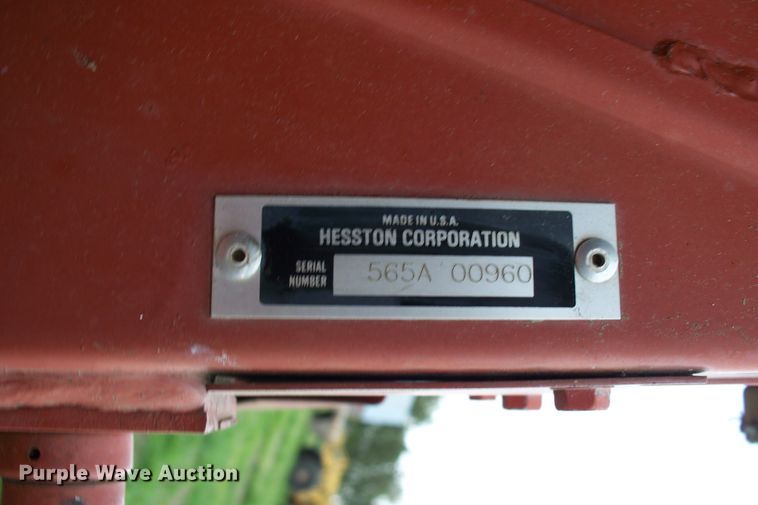 MADE IN U.S.A.
HESSTON CORPORATION
SERIAL NUMBER
565A 00960
Purple Wave Auction